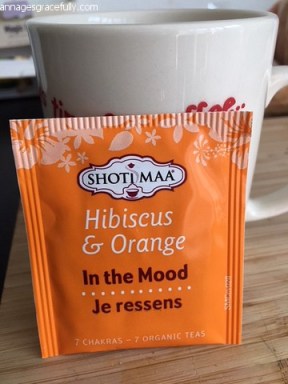 annagesgracefully.com
SHOTI MAA®
Hibiscus
& Orange
In the Mood
Je ressens
7 CHAKRAS – 7 ORGANIC TEAS